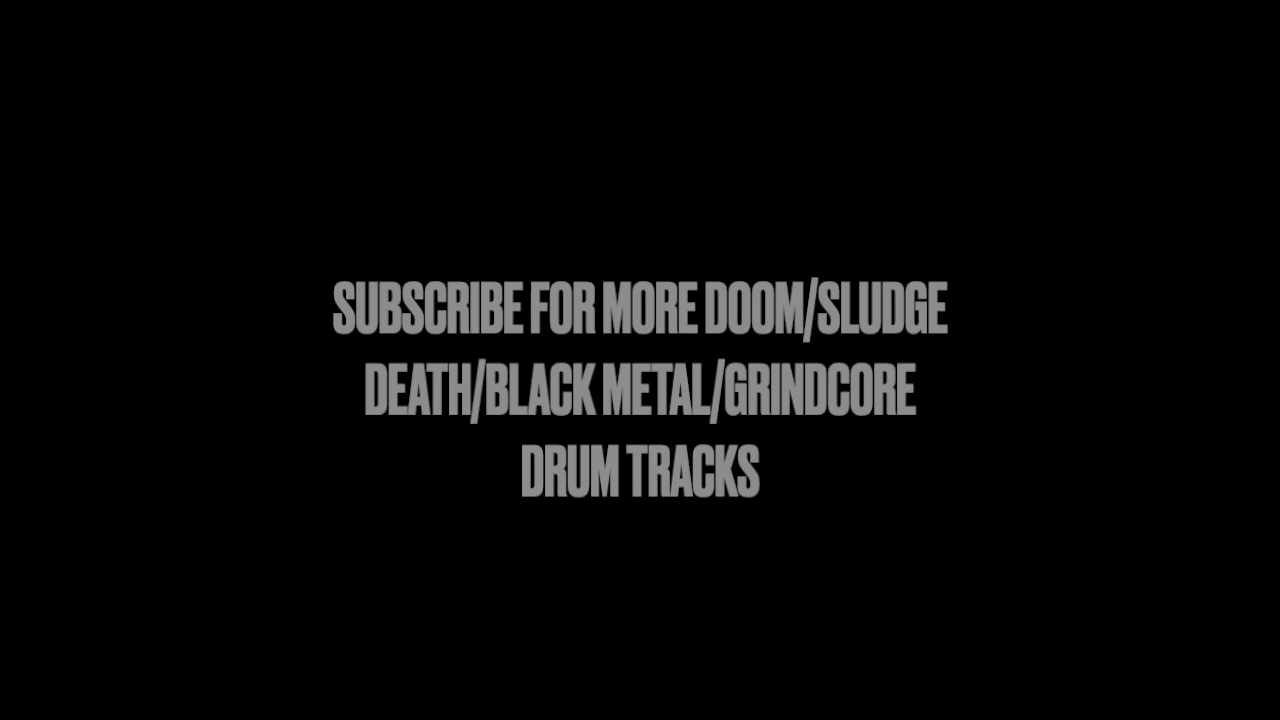 SUBSCRIBE FOR MORE DOOM/SLUDGE
DEATH/BLACK METAL/GRINDCORE
DRUM TRACKS